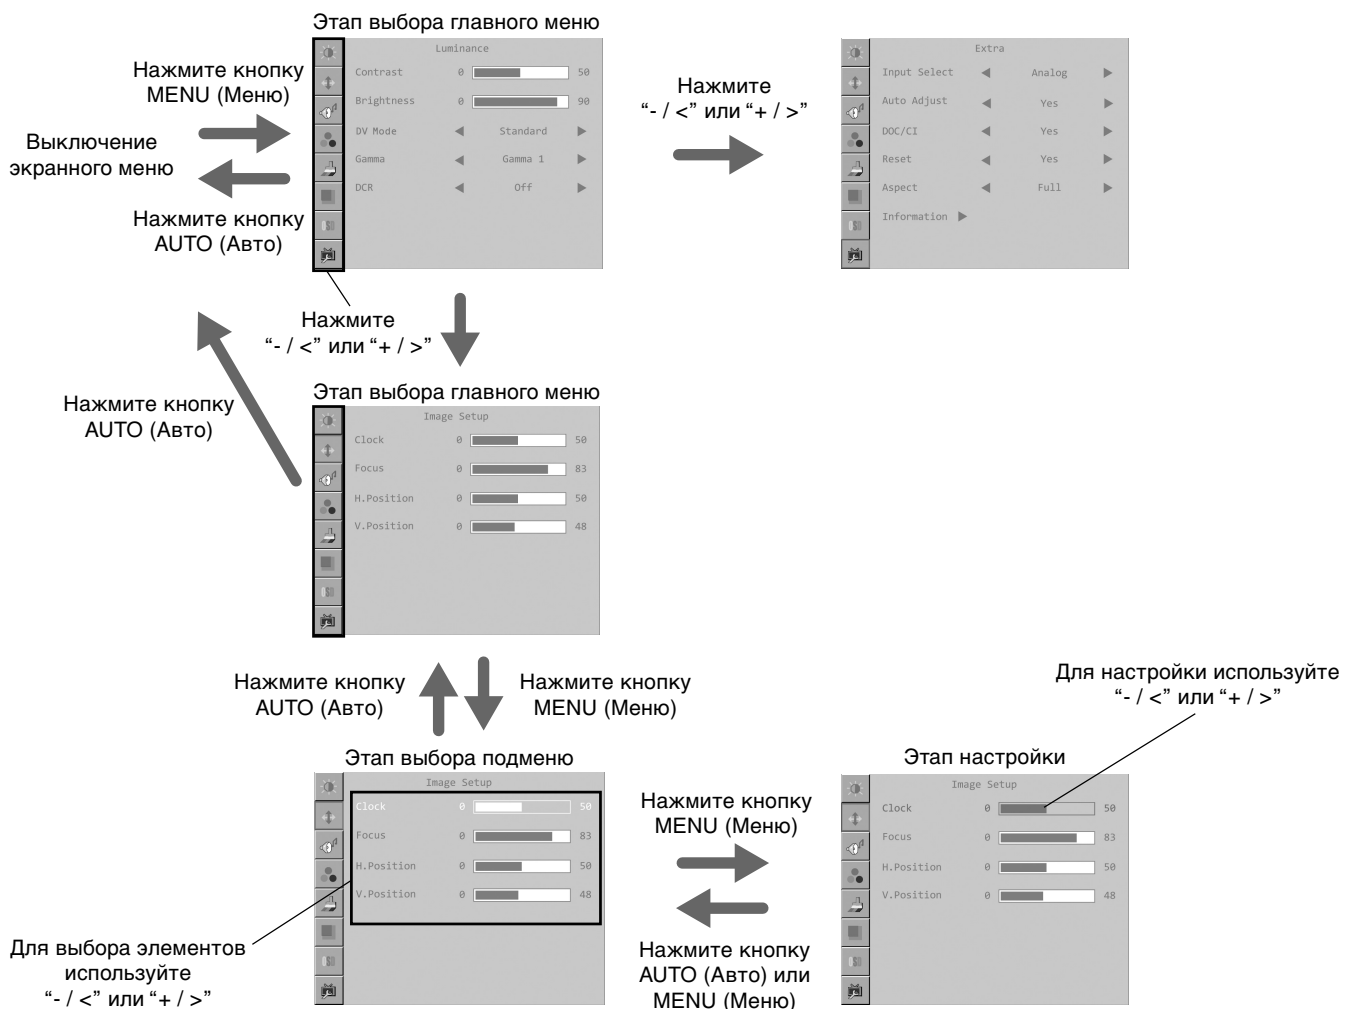 Этап выбора главного меню
Нажмите кнопку
MENU (Меню)
Выключение
экранного меню
Нажмите кнопку
AUTO (Авто)
Luminance
Contrast 0 50
Brightness 0 90
DV Mode Standard
Gamma Gamma 1
DCR Off
Нажмите
“- / <” или “+ / >”
Extra
Input Select Analog
Auto Adjust Yes
DOC/CI Yes
Reset Yes
Aspect Full
Information
Нажмите
“- / <” или “+ / >”
Нажмите кнопку
AUTO (Авто)
Этап выбора главного меню
Image Setup
Clock 0 50
Focus 0 83
H.Position 0 50
V.Position 0 48
Нажмите кнопку
AUTO (Авто)
Нажмите кнопку
MENU (Меню)
Этап выбора подменю
Image Setup
Clock 0 50
Focus 0 83
H.Position 0 50
V.Position 0 48
Для выбора элементов
используйте
“- / <” или “+ / >”
Нажмите кнопку
MENU (Меню)
Нажмите кнопку
AUTO (Авто) или
MENU (Меню)
Для настройки используйте
“- / <” или “+ / >”
Этап настройки
Image Setup
Clock 0 50
Focus 0 83
H.Position 0 50
V.Position 0 48